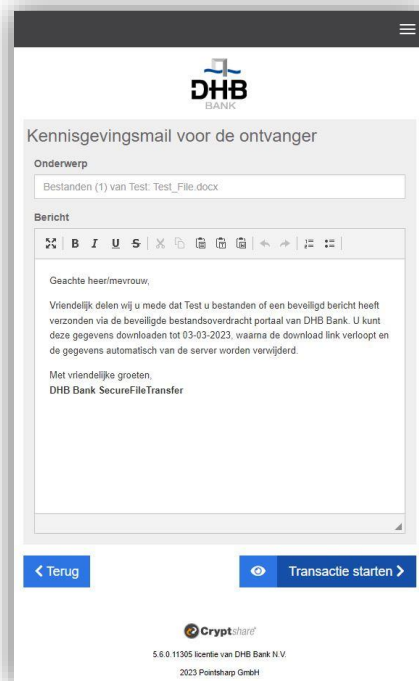 DHB
BANK
Kennisgevingsmail voor de ontvanger
Onderwerp
Bestanden (1) van Test: Test_File.docx
Bericht
B I U S
Geachte heer/mevrouw,
Vriendelijk delen wij u mede dat Test u bestanden of een beveiligd bericht heeft
verzonden via de beveiligde bestandsoverdracht portaal van DHB Bank. U kunt
deze gegevens downloaden tot 03-03-2023, waarna de download link verloopt en
de gegevens automatisch van de server worden verwijderd.
Met vriendelijke groeten,
DHB Bank SecureFileTransfer
Terug
Transactie starten
Cryptshare
5.6.0.11305 licentie van DHB Bank N.V.
2023 Pointsharp GmbH